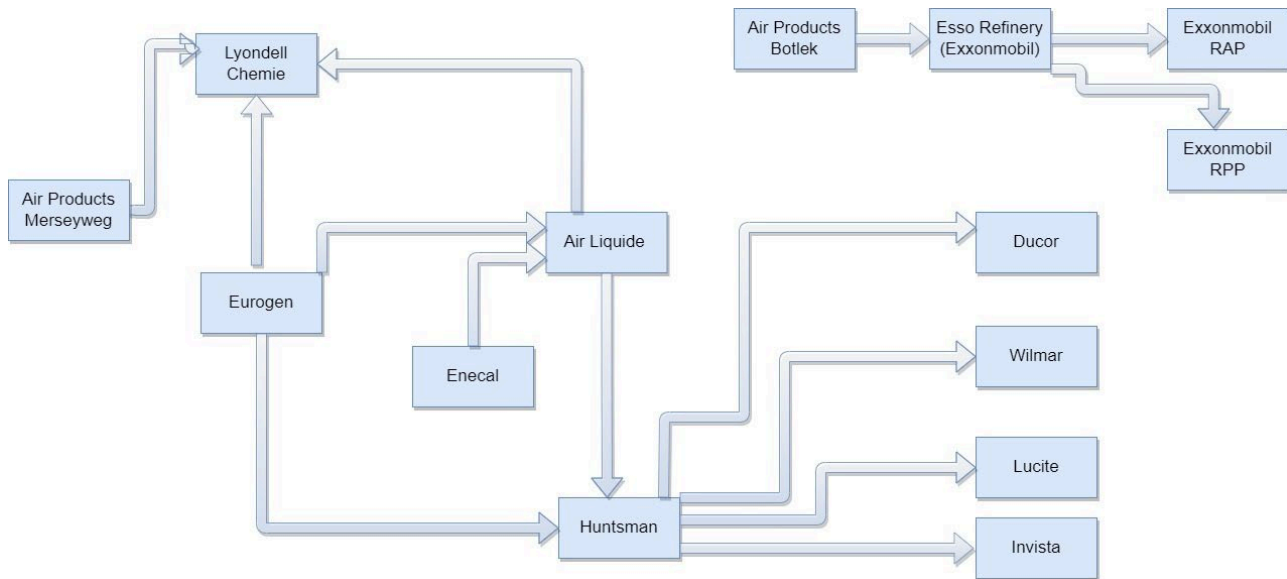 Lyondell
Chemie
Air Products
Botlek
Esso Refinery
(Exxonmobil)
Exxonmobil
RAP
Exxonmobil
RPP
Air Products
Merseyweg
Air Liquide
Ducor
Eurogen
Enecal
Wilmar
Lucite
Huntsman
Invista